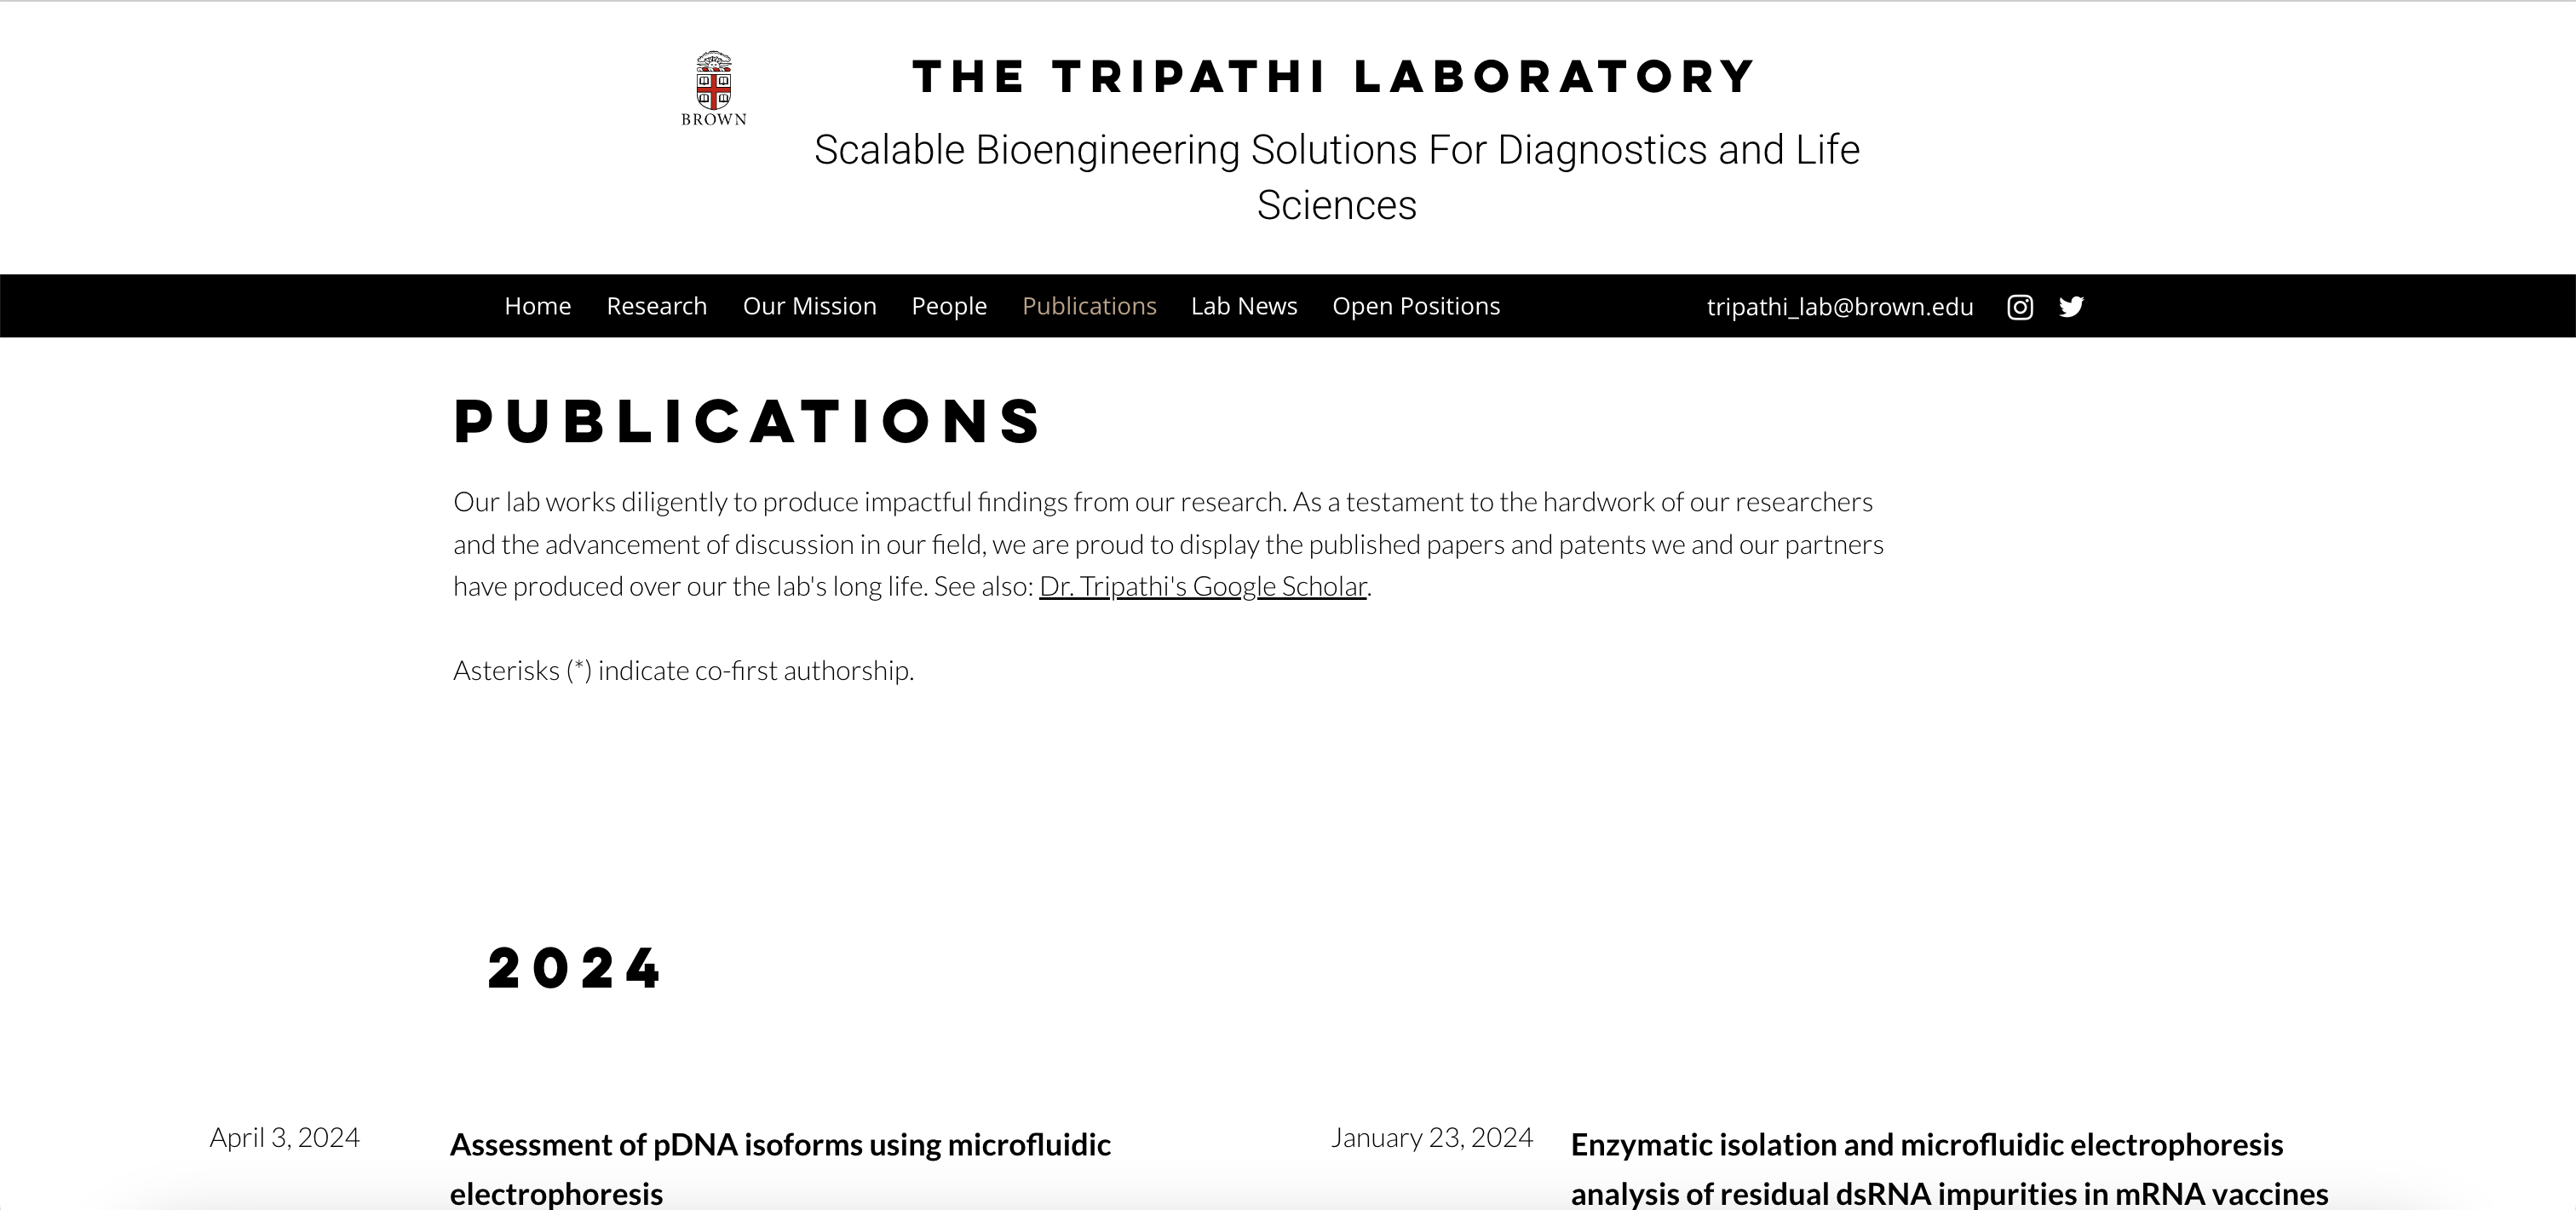 BROWN
THE TRIPATHI LABORATORY
Scalable Bioengineering Solutions For Diagnostics and Life
Sciences
Home Research Our Mission People Publications Lab News Open Positions tripathi_lab@brown.edu
PUBLICATIONS
Our lab works diligently to produce impactful findings from our research. As a testament to the hardwork of our researchers
and the advancement of discussion in our field, we are proud to display the published papers and patents we and our partners
have produced over our the lab's long life. See also: Dr. Tripathi's Google Scholar.
Asterisks (*) indicate co-first authorship.
2024
April 3, 2024
Assessment of pDNA isoforms using microfluidic
electrophoresis
January 23, 2024
Enzymatic isolation and microfluidic electrophoresis
analysis of residual dsRNA impurities in mRNA vaccines